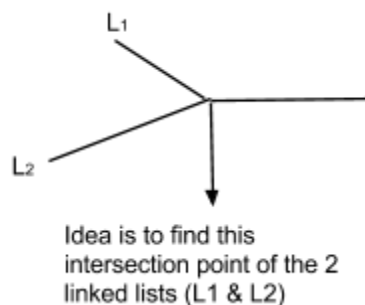 L1
L2
Idea is to find this
intersection point of the 2
linked lists (L1 & L2)